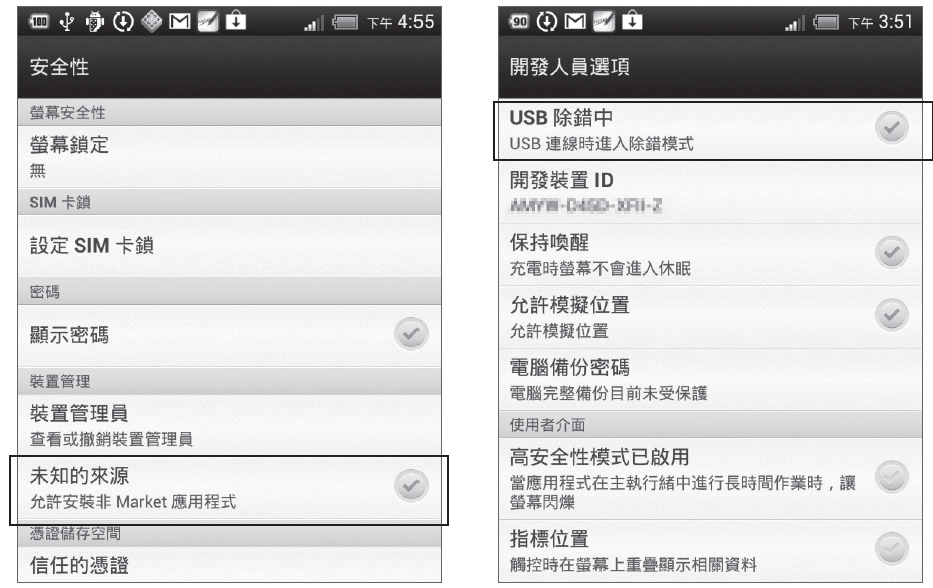 100
下午 4:55
安全性
螢幕安全性
螢幕鎖定
無
SIM 卡鎖
設定 SIM 卡鎖
密碼
顯示密碼
裝置管理
裝置管理員
查看或撤銷裝置管理員
未知的來源
允許安裝非 Market 應用程式
憑證儲存空間
信任的憑證
90
下午 3:51
開發人員選項
USB 除錯中
USB 連線時進入除錯模式
開發裝置 ID
保持喚醒
充電時螢幕不會進入休眠
允許模擬位置
允許模擬位置
電腦備份密碼
電腦完整備份目前未受保護
使用者介面
高安全性模式已啟用
當應用程式在主執行緒中進行長時間作業時，讓
螢幕閃爍
指標位置
觸控時在螢幕上重疊顯示相關資料